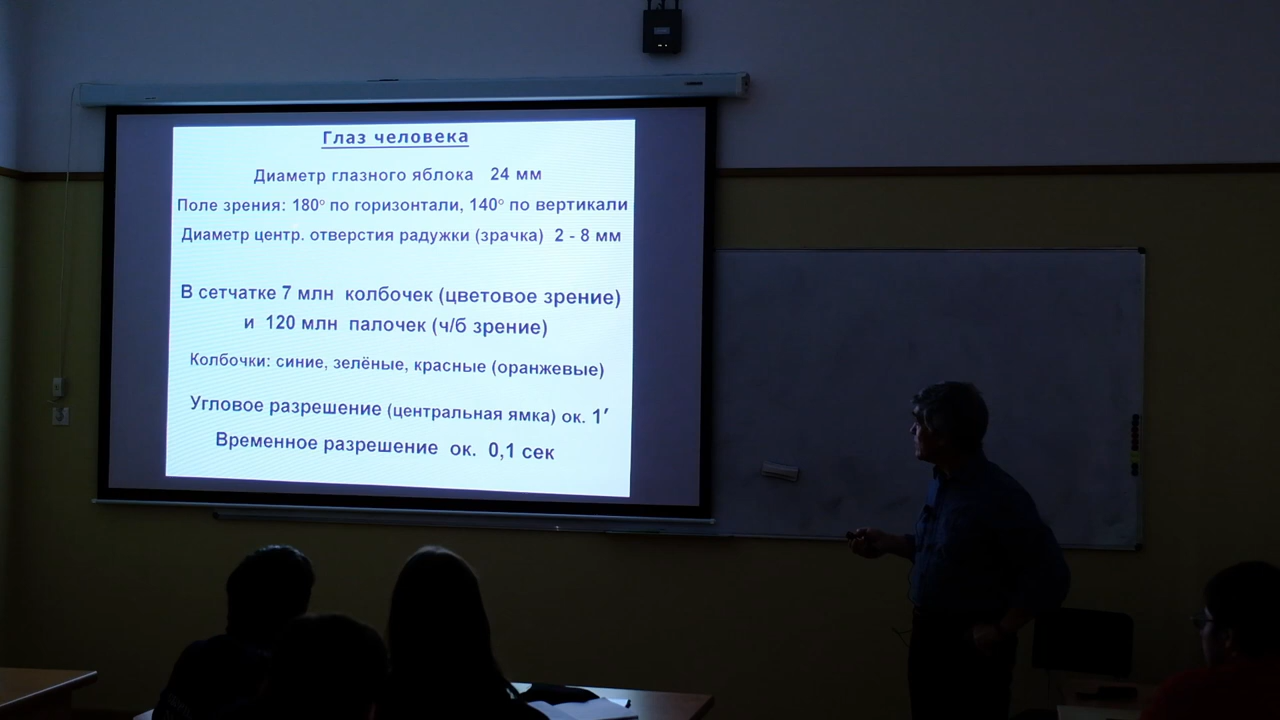 Глаз человека
Диаметр глазного яблока 24 мм
Поле зрения: 180° по горизонтали, 140° по вертикали
Диаметр центр. отверстия радужки (зрачка) 2 - 8 мм
В сетчатке 7 млн колбочек (цветовое зрение)
и 120 млн палочек (ч/б зрение)
Колбочки: синие, зелёные, красные (оранжевые)
Угловое разрешение (центральная ямка) ок. 1′
Временное разрешение ок. 0,1 сек